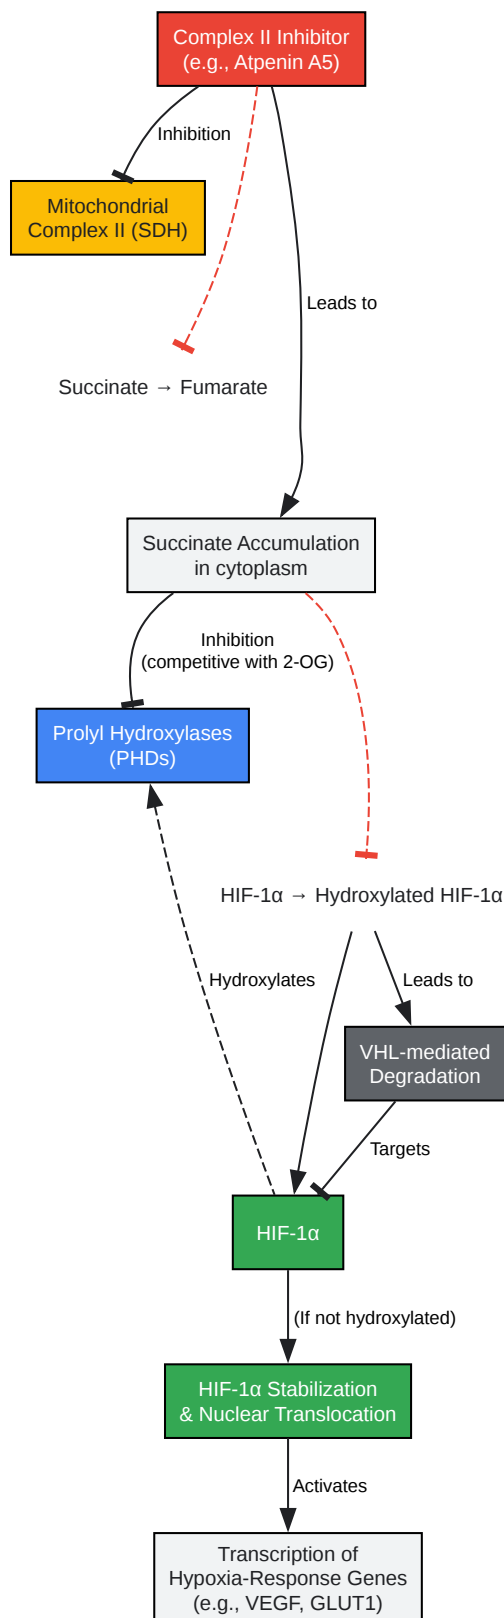 Complex II Inhibitor
(e.g., Atpenin A5)
Inhibition
Mitochondrial
Complex II (SDH)
Leads to
Succinate → Fumarate
Succinate Accumulation
in cytoplasm
Inhibition
(competitive with 2-OG)
Prolyl Hydroxylases
(PHDs)
HIF-1α → Hydroxylated HIF-1α
Hydroxylates
Leads to
VHL-mediated
Degradation
Targets
HIF-1α
(If not hydroxylated)
HIF-1α Stabilization
& Nuclear Translocation
Activates
Transcription of
Hypoxia-Response Genes
(e.g., VEGF, GLUT1)